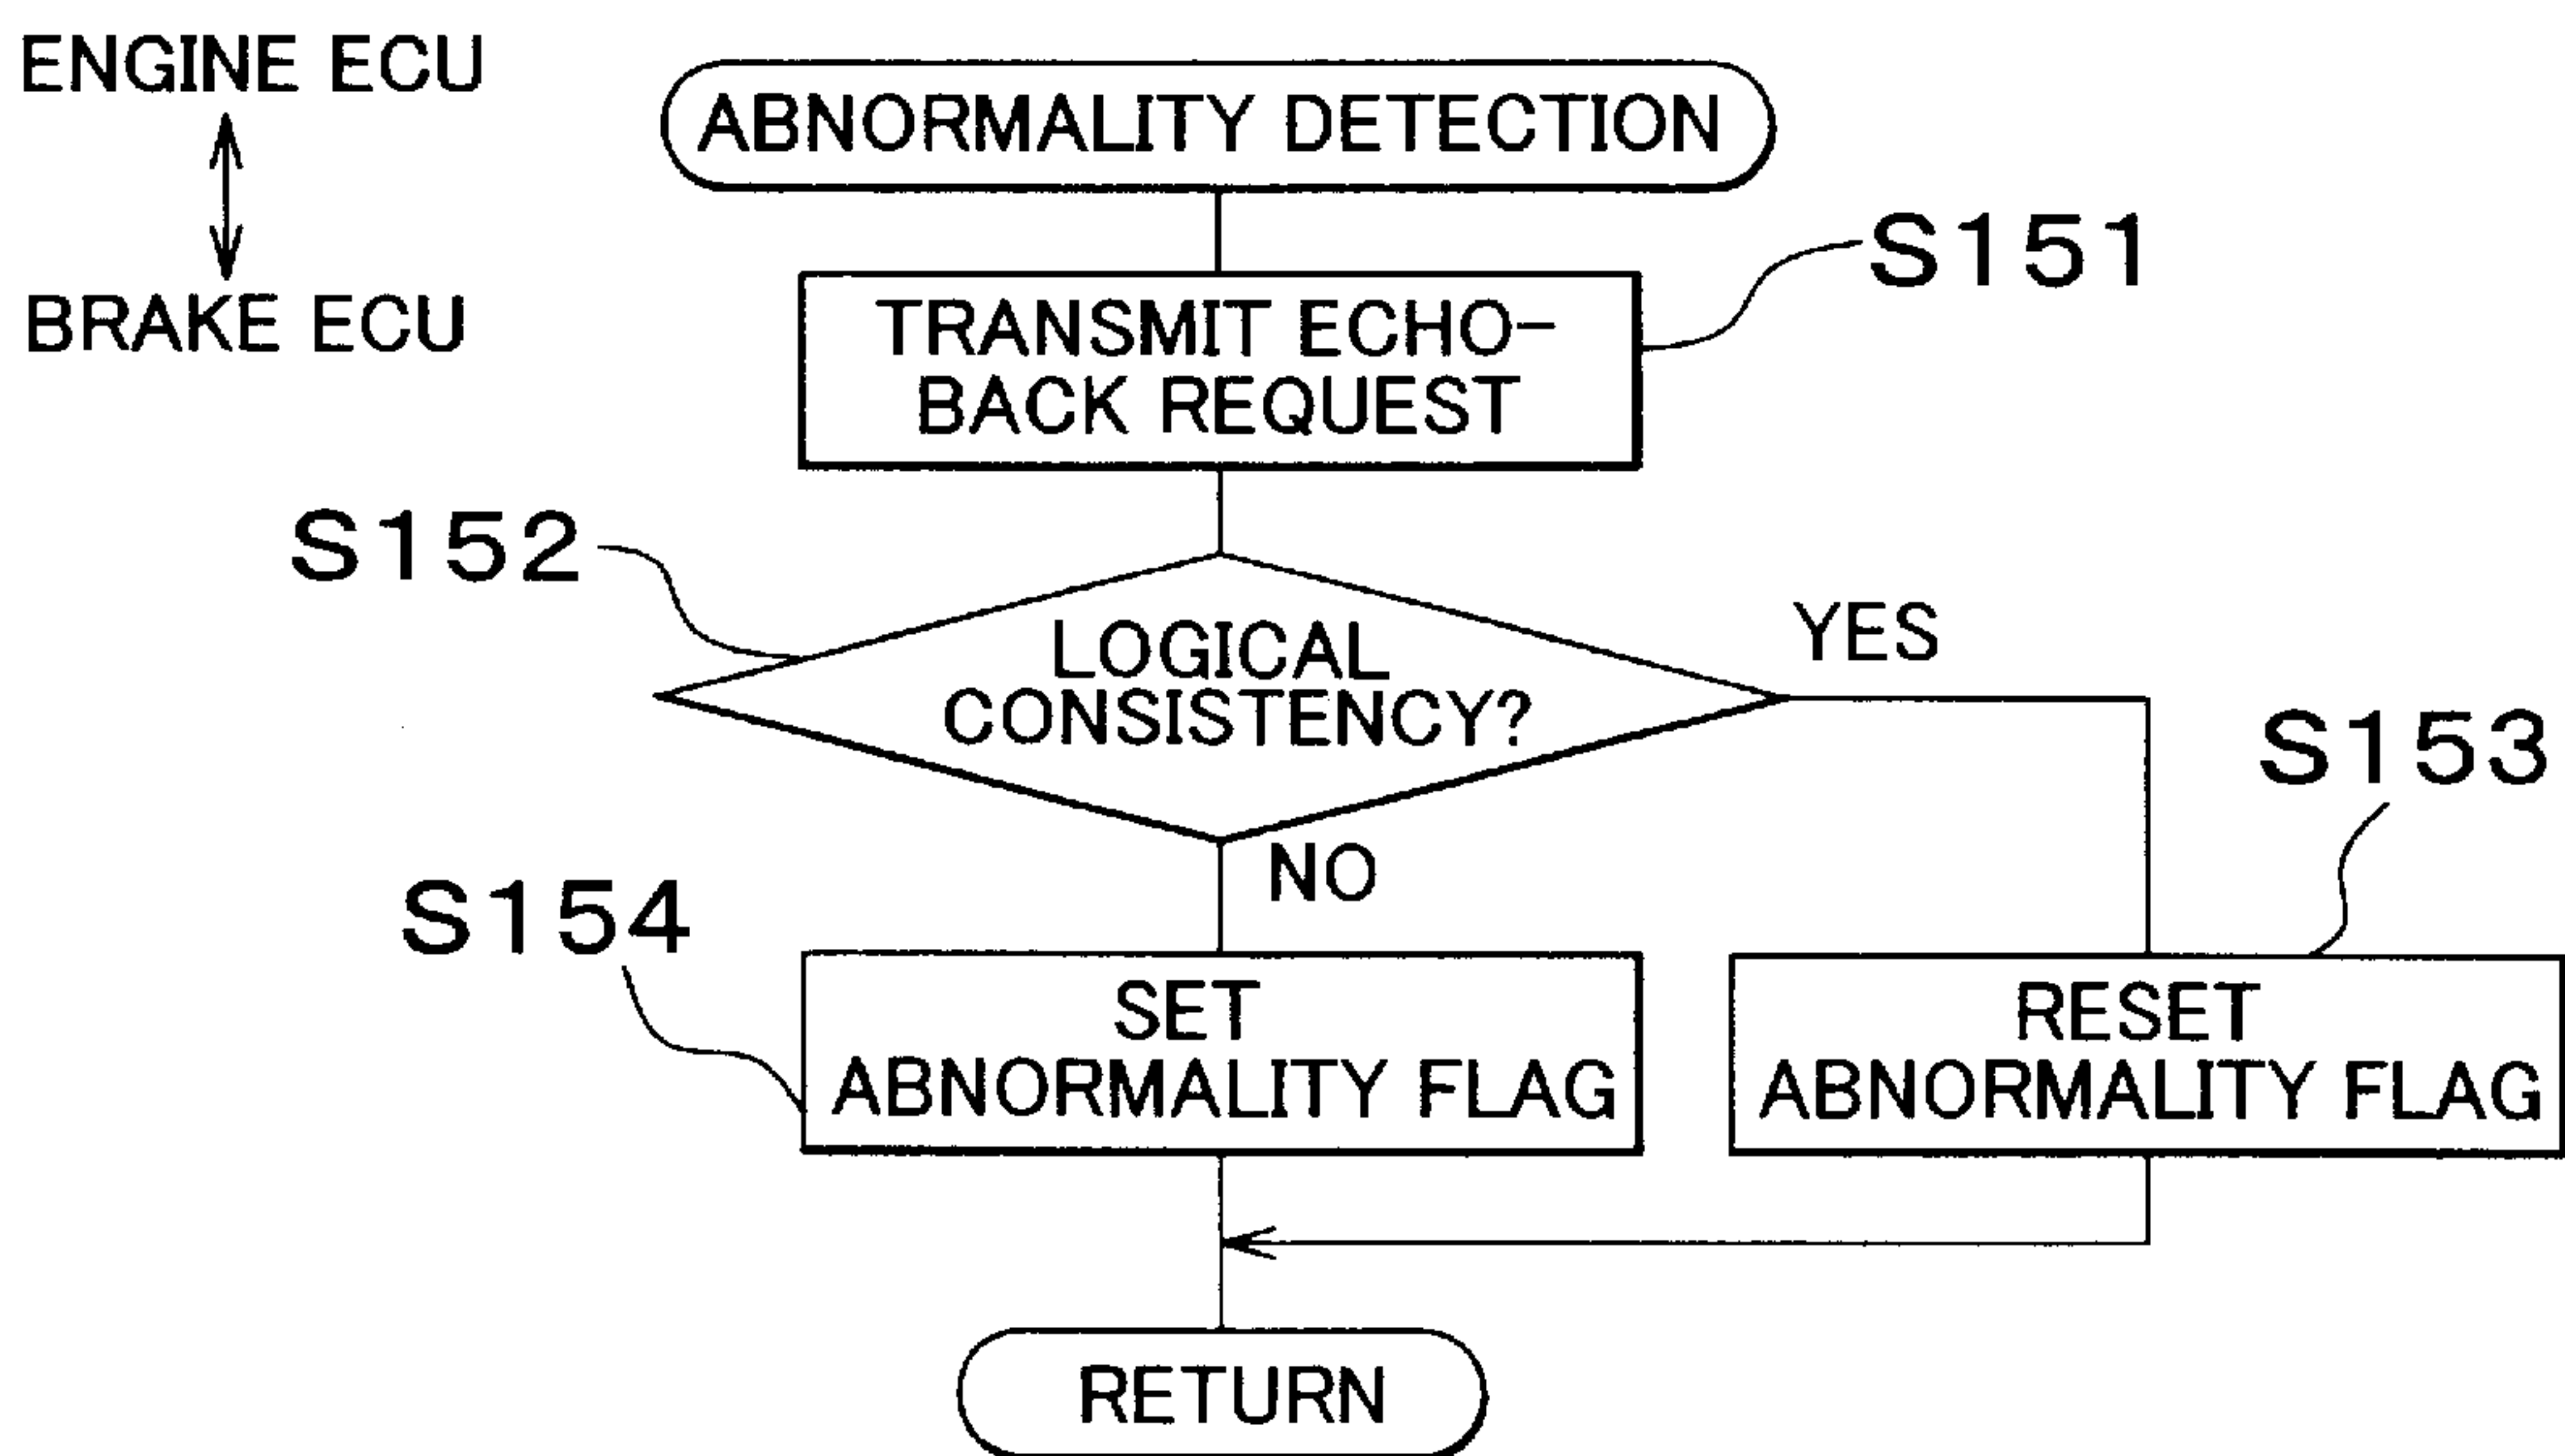 ENGINE ECU
BRAKE ECU
ABNORMALITY DETECTION
S151
TRANSMIT ECHO-
BACK REQUEST
S152
LOGICAL
CONSISTENCY?
YES
NO
S153
S154
SET
ABNORMALITY FLAG
RESET
ABNORMALITY FLAG
RETURN